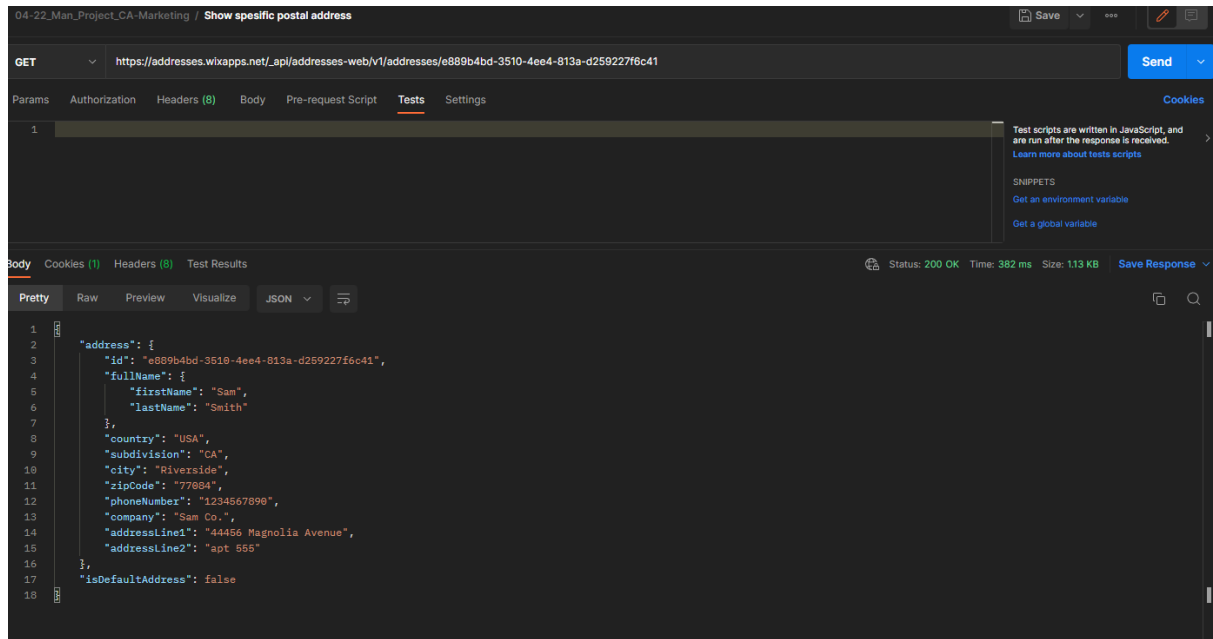 04-22_Man_Project_CA-Marketing / Show spesific postal address
Save
GET https://addresses.wixapps.net/_api/addresses-web/v1/addresses/e889b4bd-3510-4ee4-813a-d259227f6c41 Send
Params Authorization Headers (8) Body Pre-request Script Tests Settings Cookies
1
Test scripts are written in JavaScript, and
are run after the response is received.
Learn more about tests scripts
SNIPPETS
Get an environment variable
Get a global variable
Body Cookies (1) Headers (8) Test Results Status: 200 OK Time: 382 ms Size: 1.13 KB Save Response
Pretty Raw Preview Visualize JSON
1 {
2 "address": {
3 "id": "e889b4bd-3510-4ee4-813a-d259227f6c41",
4 "fullName": {
5 "firstName": "Sam",
6 "lastName": "Smith"
7 },
8 "country": "USA",
9 "subdivision": "CA",
10 "city": "Riverside",
11 "zipCode": "77084",
12 "phoneNumber": "1234567890",
13 "company": "Sam Co.",
14 "addressLine1": "44456 Magnolia Avenue",
15 "addressLine2": "apt 555"
16 },
17 "isDefaultAddress": false
18 }